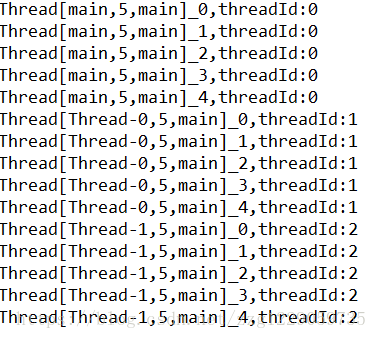 Thread[main,5,main]_0,threadId:0
Thread[main,5,main]_1,threadId:0
Thread[main,5,main]_2,threadId:0
Thread[main,5,main]_3,threadId:0
Thread[main,5,main]_4,threadId:0
Thread[Thread-0,5,main]_0,threadId:1
Thread[Thread-0,5,main]_1,threadId:1
Thread[Thread-0,5,main]_2,threadId:1
Thread[Thread-0,5,main]_3,threadId:1
Thread[Thread-0,5,main]_4,threadId:1
Thread[Thread-1,5,main]_0,threadId:2
Thread[Thread-1,5,main]_1,threadId:2
Thread[Thread-1,5,main]_2,threadId:2
Thread[Thread-1,5,main]_3,threadId:2
Thread[Thread-1,5,main]_4,threadId:2